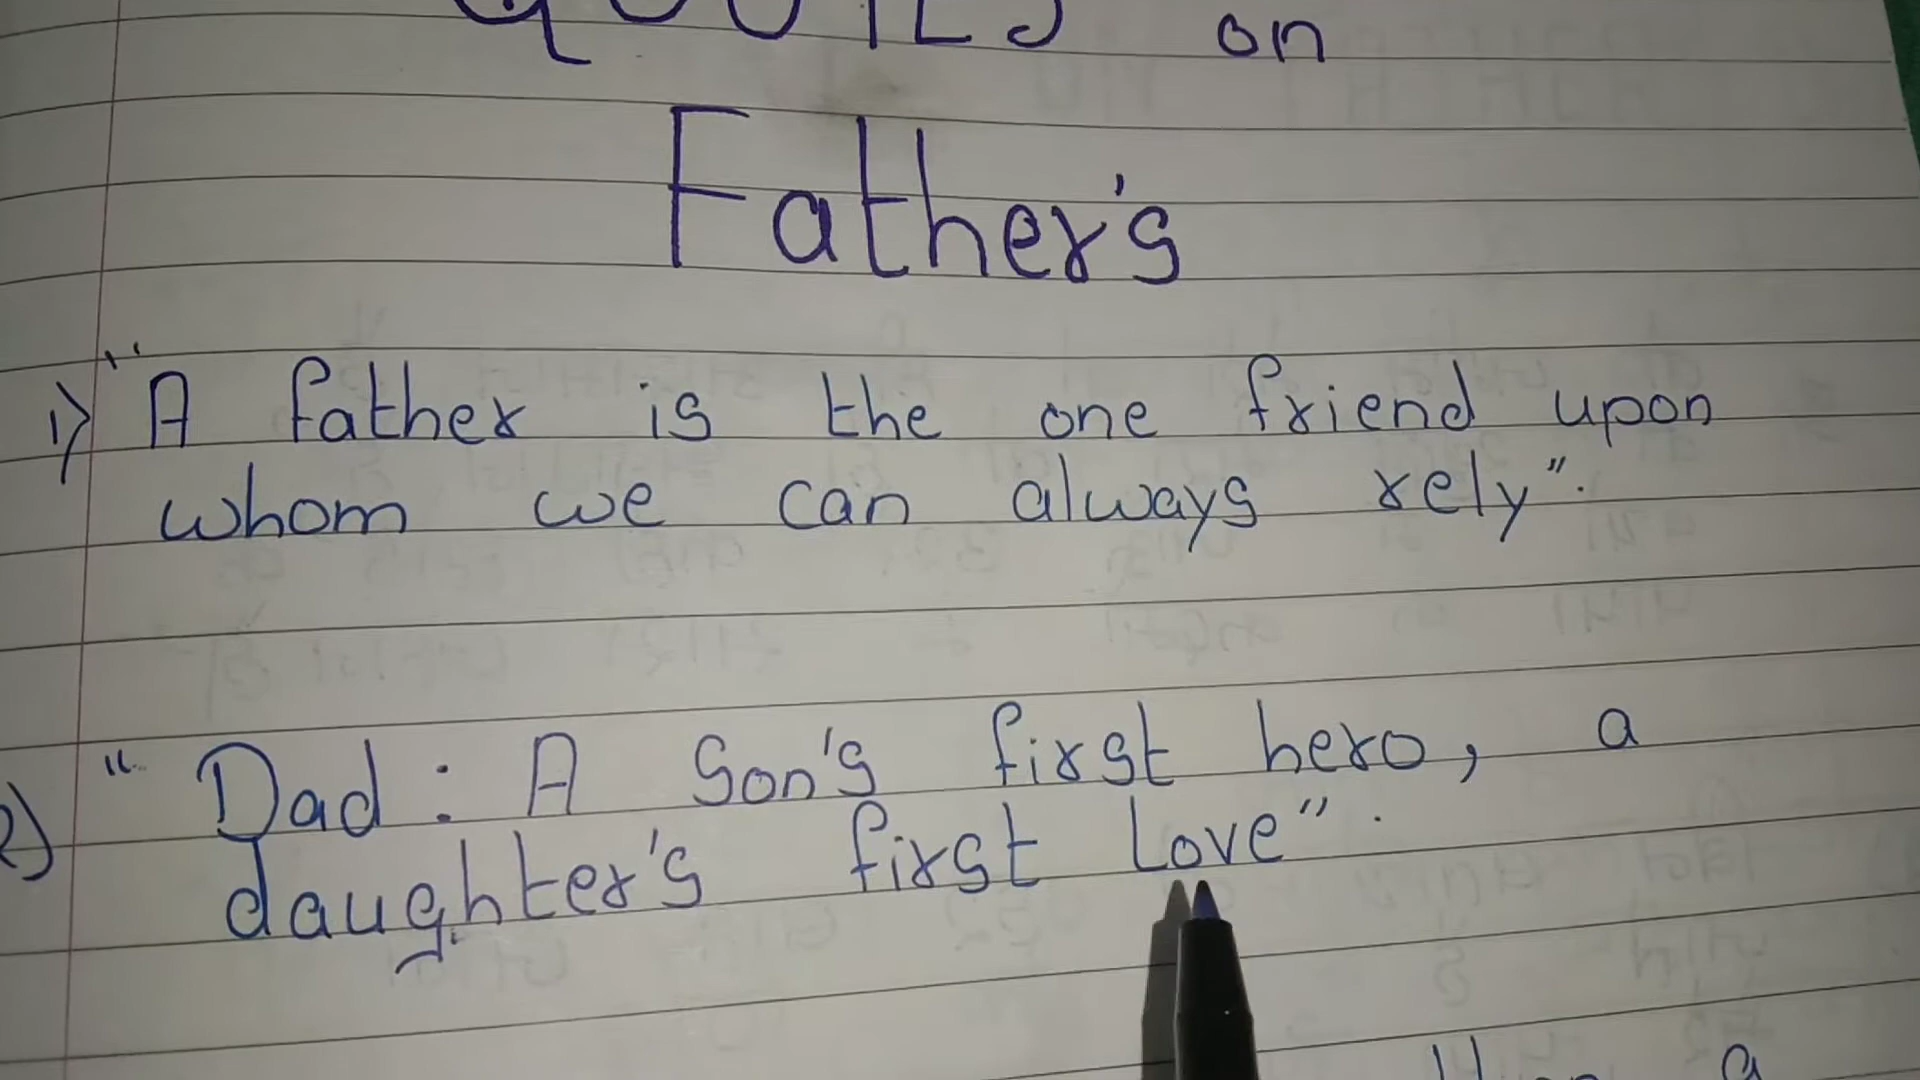 QUOTES on
Father's
1) "A father is the one friend upon
whom we can always rely".
2) "Dad: A Son's first hero, a
daughter's first Love".
a